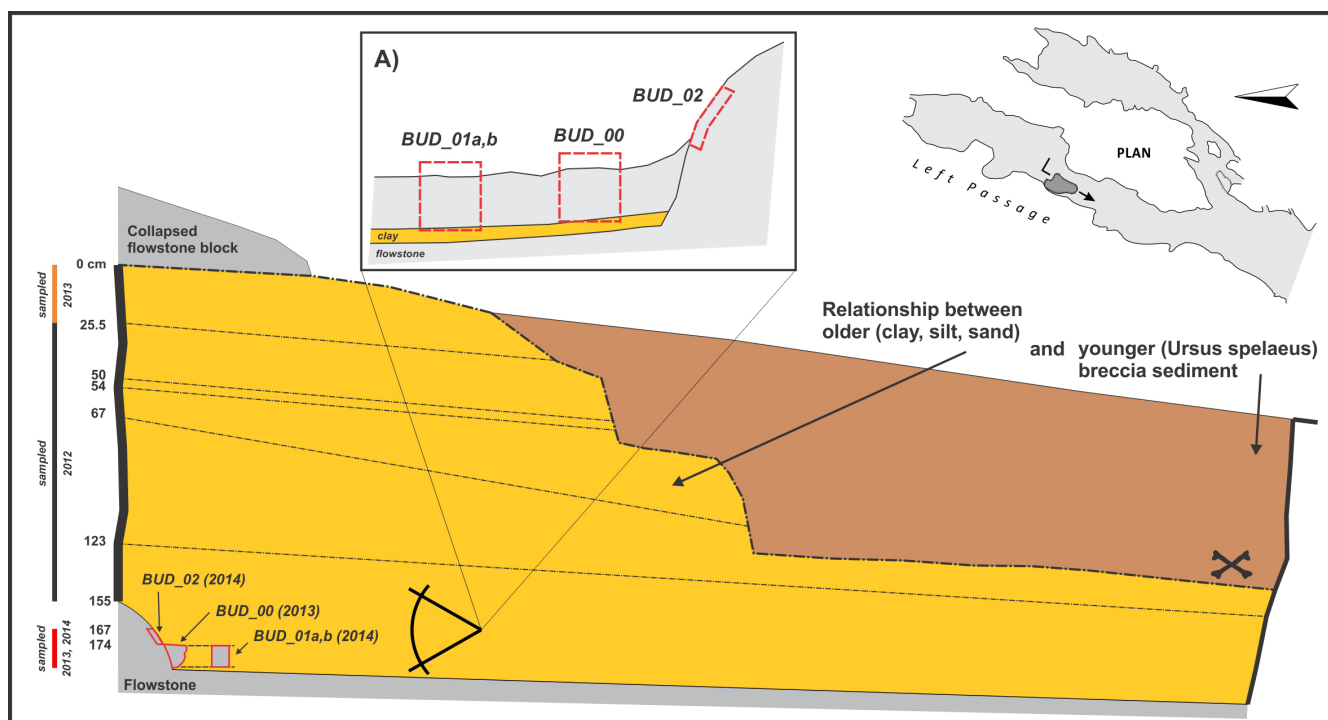 A)
BUD_02
BUD_01a,b
BUD_00
clay
flowstone
PLAN
Left Passage
Collapsed
flowstone block
0 cm
sampled
2013
25.5
50
54
67
sampled
2012
123
155
167
174
sampled
2013, 2014
Relationship between
older (clay, silt, sand)
and younger (Ursus spelaeus)
breccia sediment
BUD_02 (2014)
BUD_00 (2013)
BUD_01a,b (2014)
Flowstone